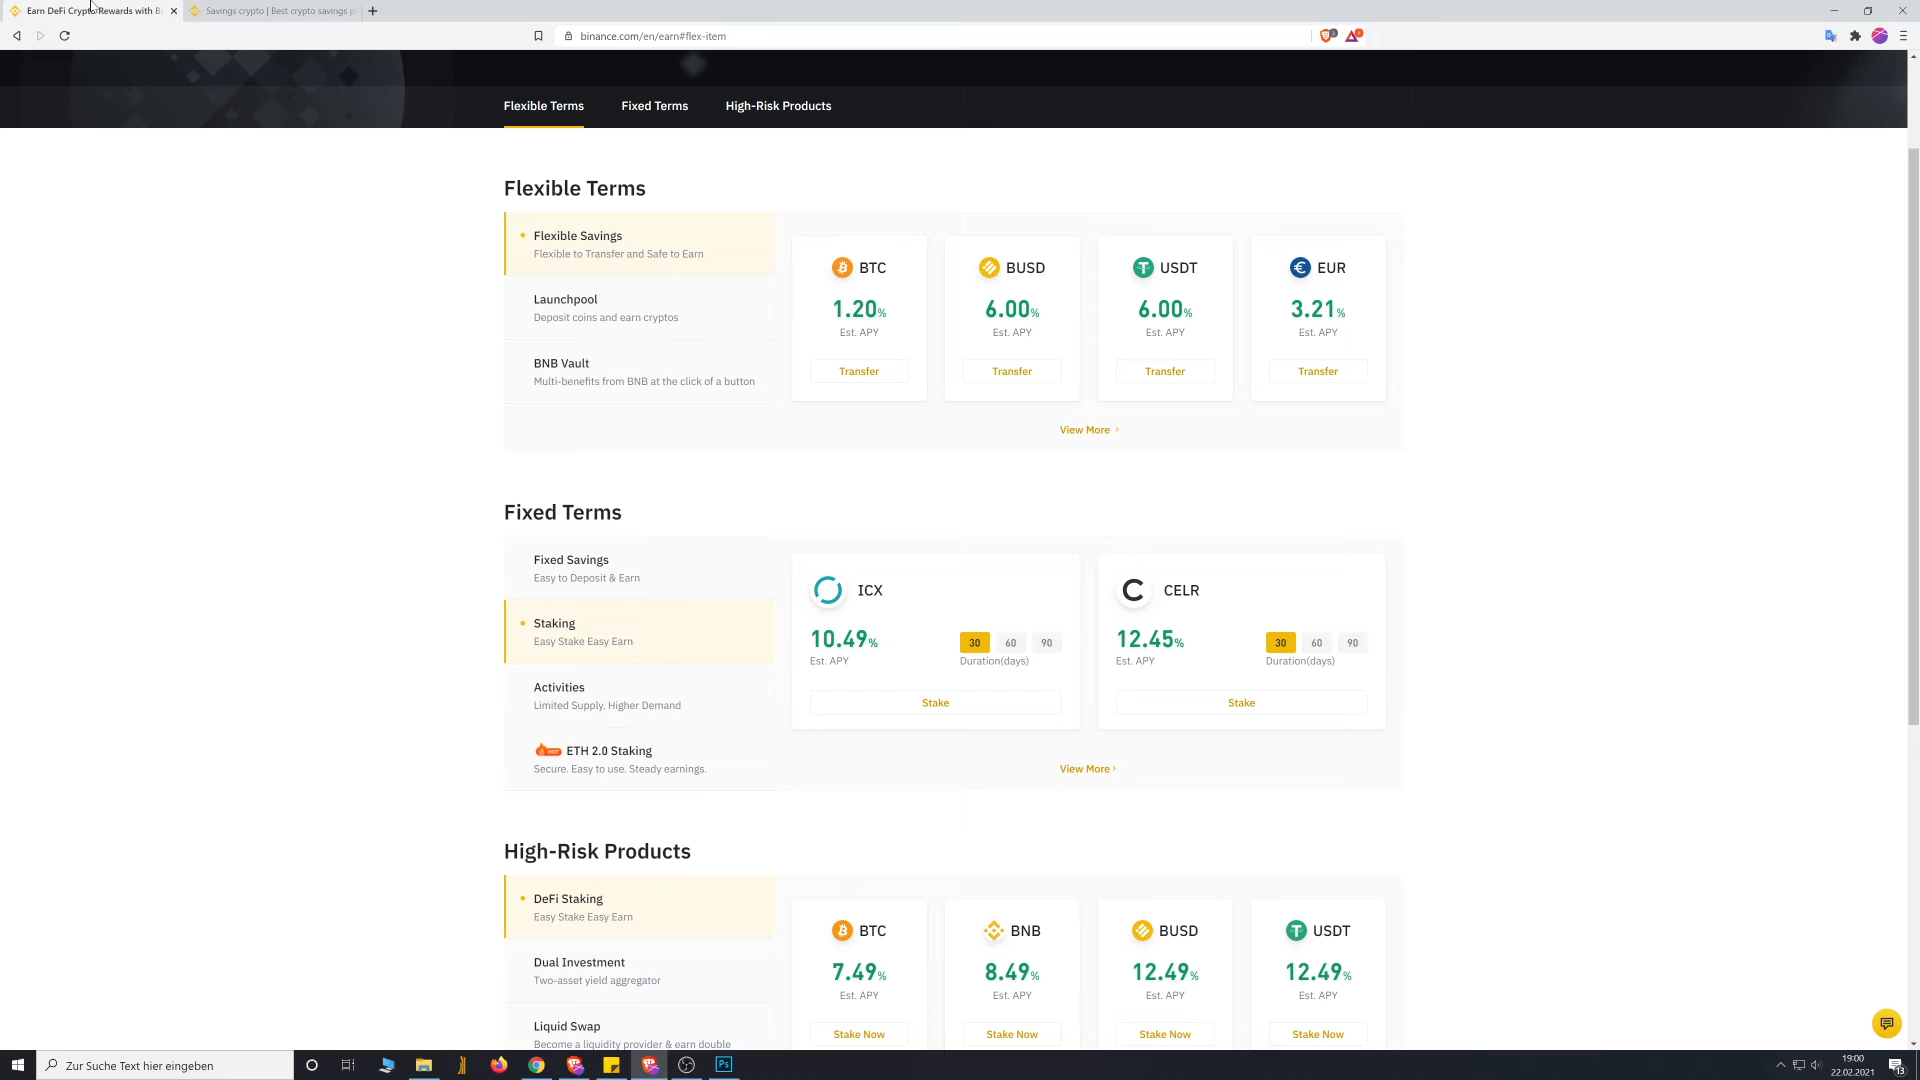 Earn DeFi Crypto Rewards with Bi
Savings crypto | Best crypto savings p
binance.com/en/earn#flex-item
Flexible Terms
Fixed Terms
High-Risk Products
Flexible Terms
Flexible Savings
Flexible to Transfer and Safe to Earn
Launchpool
Deposit coins and earn cryptos
BNB Vault
Multi-benefits from BNB at the click of a button
BTC
1.20%
Est. APY
Transfer
BUSD
6.00%
Est. APY
Transfer
USDT
6.00%
Est. APY
Transfer
EUR
3.21%
Est. APY
Transfer
View More
Fixed Terms
Fixed Savings
Easy to Deposit & Earn
Staking
Easy Stake Easy Earn
Activities
Limited Supply, Higher Demand
HOT ETH 2.0 Staking
Secure. Easy to use. Steady earnings.
ICX
10.49%
Est. APY
30 60 90
Duration(days)
Stake
CELR
12.45%
Est. APY
30 60 90
Duration(days)
Stake
View More
High-Risk Products
DeFi Staking
Easy Stake Easy Earn
Dual Investment
Two-asset yield aggregator
Liquid Swap
Become a liquidity provider & earn double
BTC
7.49%
Est. APY
Stake Now
BNB
8.49%
Est. APY
Stake Now
BUSD
12.49%
Est. APY
Stake Now
USDT
12.49%
Est. APY
Stake Now
Zur Suche Text hier eingeben
Ps
19:00
22.02.2021
13